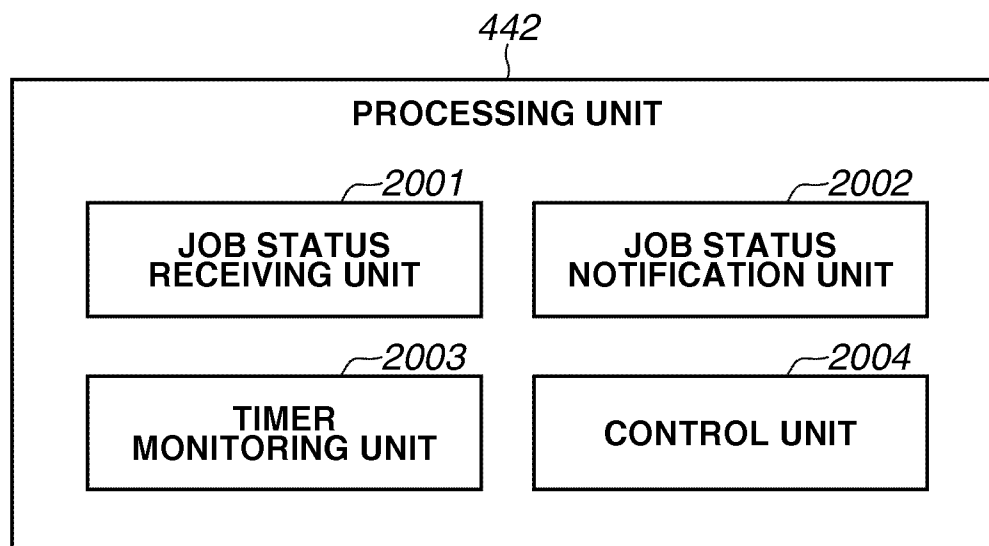 442
PROCESSING UNIT
2001
JOB STATUS
RECEIVING UNIT
2002
JOB STATUS
NOTIFICATION UNIT
2003
TIMER
MONITORING UNIT
2004
CONTROL UNIT